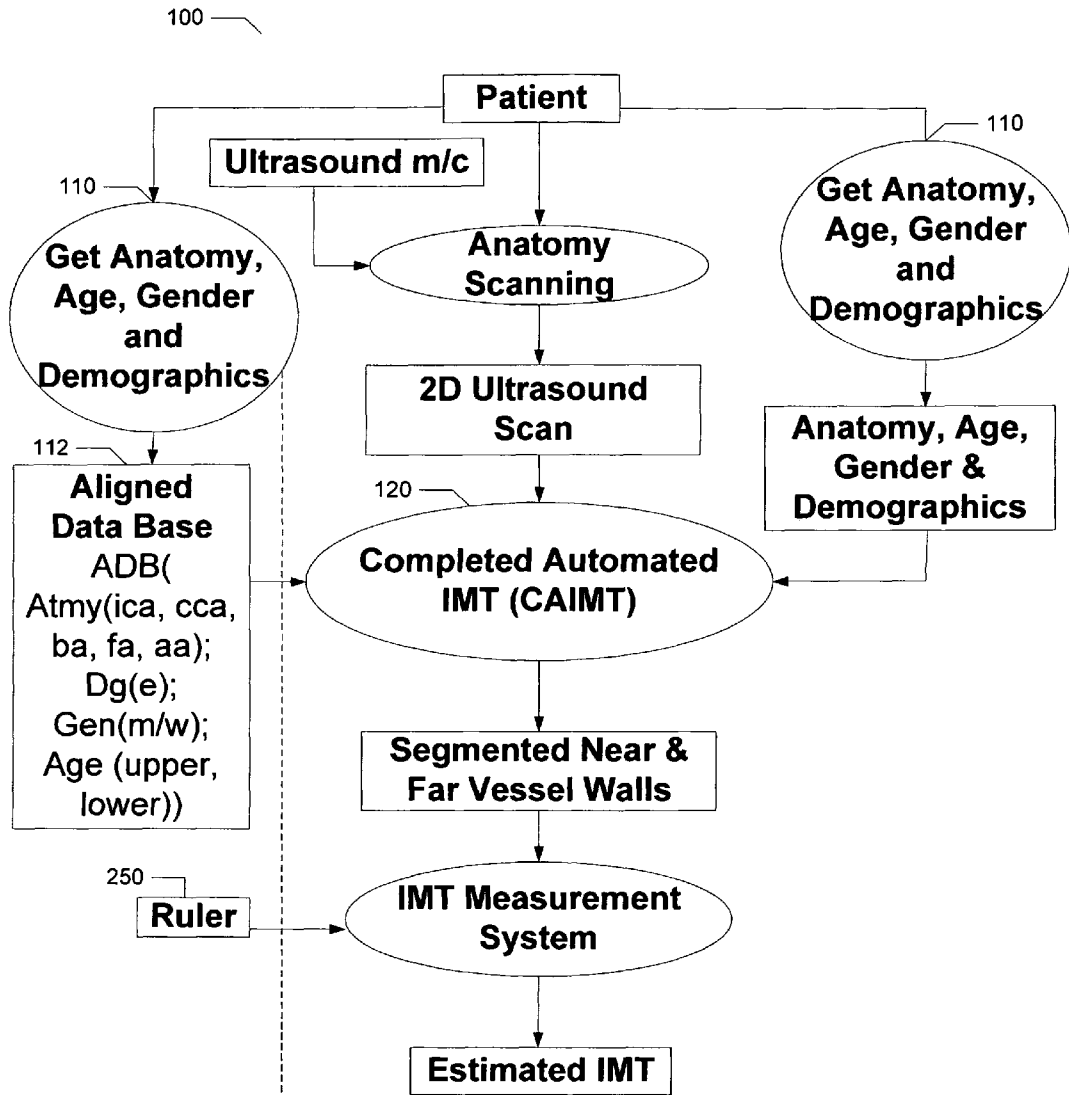 100
Patient
Ultrasound m/c
110
110
Get Anatomy,
Age, Gender
and
Demographics
Anatomy
Scanning
Get Anatomy,
Age, Gender
and
Demographics
2D Ultrasound
Scan
Anatomy, Age,
Gender &
Demographics
112
Aligned
Data Base
ADB(
Atmy(ica, cca,
ba, fa, aa);
Dg(e);
Gen(m/w);
Age (upper,
lower))
120
Completed Automated
IMT (CAIMT)
Segmented Near &
Far Vessel Walls
250
Ruler
IMT Measurement
System
Estimated IMT